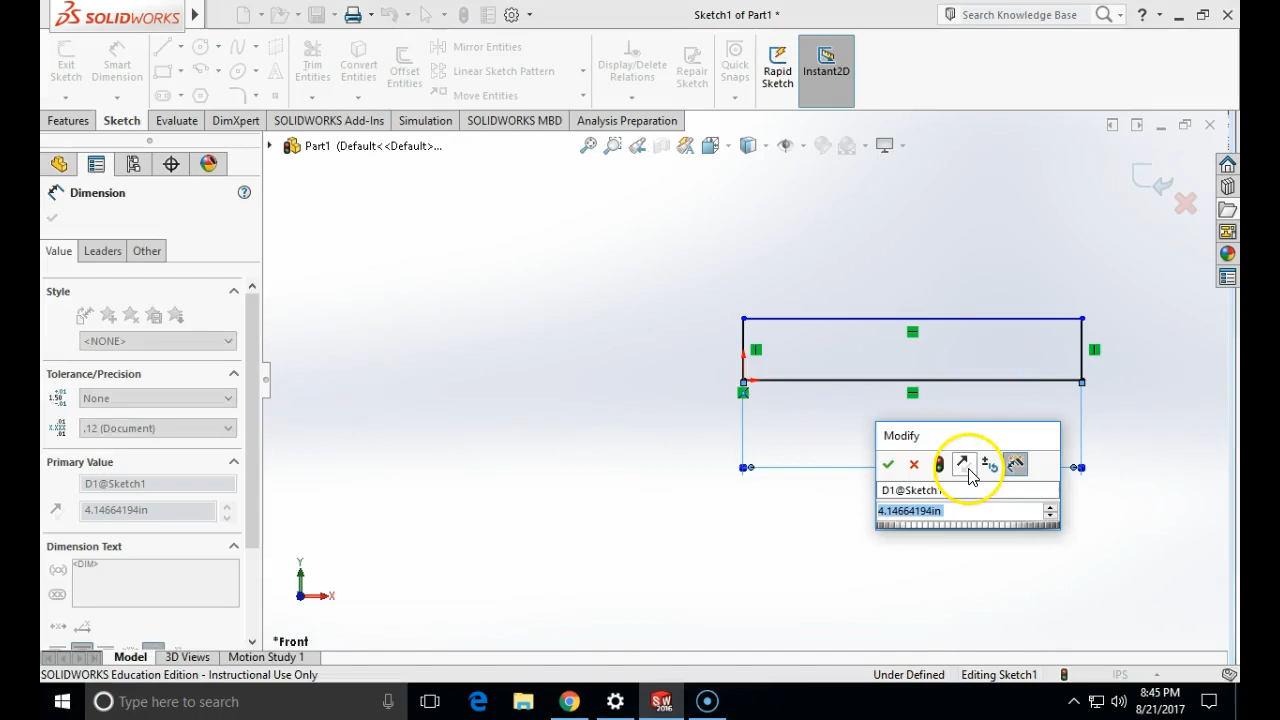 SOLIDWORKS
Sketch1 of Part1 *
Search Knowledge Base
Exit Sketch
Smart Dimension
Trim Entities
Convert Entities
Offset Entities
Mirror Entities
Linear Sketch Pattern
Move Entities
Display/Delete Relations
Repair Sketch
Quick Snaps
Rapid Sketch
Instant2D
Features
Sketch
Evaluate
DimXpert
SOLIDWORKS Add-Ins
Simulation
SOLIDWORKS MBD
Analysis Preparation
Part1 (Default<<Default>...
Dimension
Value
Leaders
Other
Style
<NONE>
Tolerance/Precision
None
.12 (Document)
Primary Value
D1@Sketch1
4.14664194in
Dimension Text
<DIM>
Modify
D1@Sketch1
4.14664194in
Y
X
*Front
Model
3D Views
Motion Study 1
SOLIDWORKS Education Edition - Instructional Use Only
Under Defined
Editing Sketch1
IPS
Type here to search
8:45 PM
8/21/2017